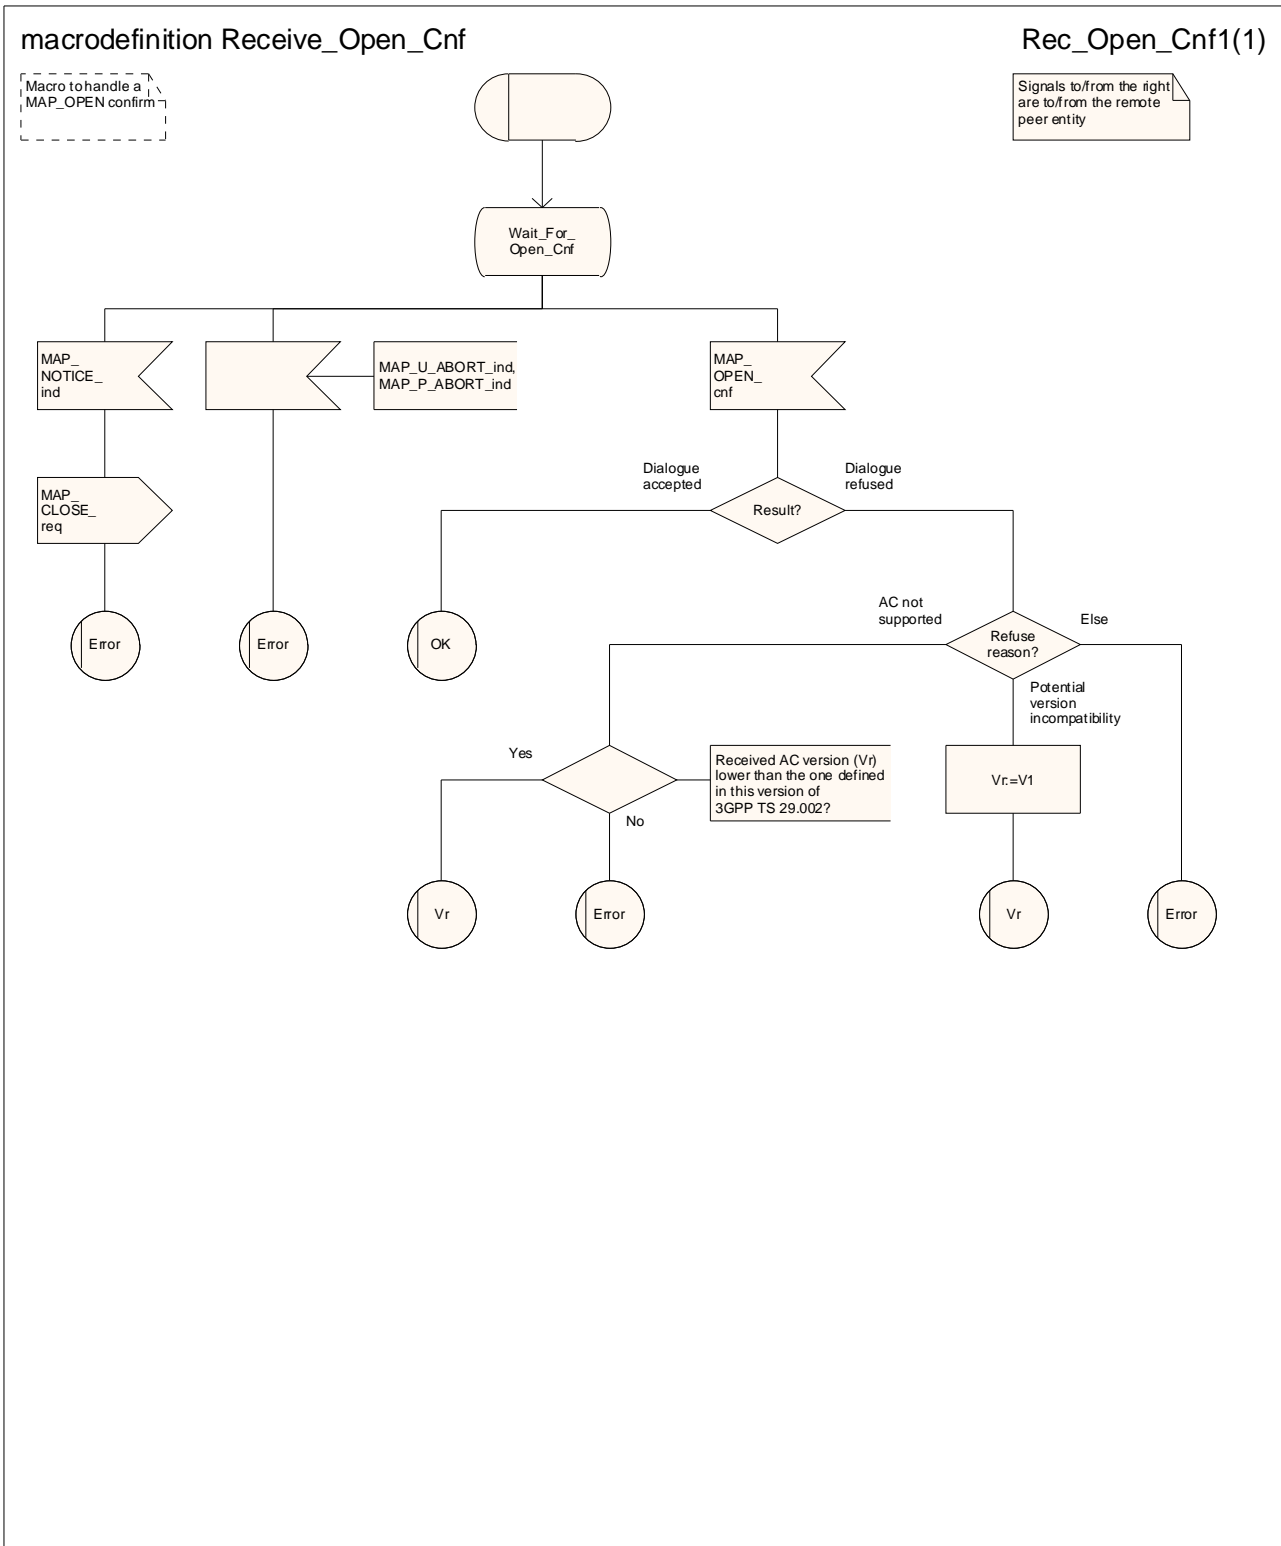 macrodefinition Receive_Open_Cnf
Rec_Open_Cnf1(1)
Macro to handle a
MAP_OPEN confirm
Signals to/from the right
are to/from the remote
peer entity
Wait_For_
Open_Cnf
MAP_
NOTICE_
ind
MAP_U_ABORT_ind,
MAP_P_ABORT_ind
MAP_
OPEN_
cnf
MAP_
CLOSE_
req
Dialogue
accepted
Dialogue
refused
Result?
Error
Error
OK
AC not
supported
Else
Refuse
reason?
Potential
version
incompatibility
Yes
No
Received AC version (Vr)
lower than the one defined
in this version of
3GPP TS 29.002?
Vr:=V1
Vr
Error
Vr
Error